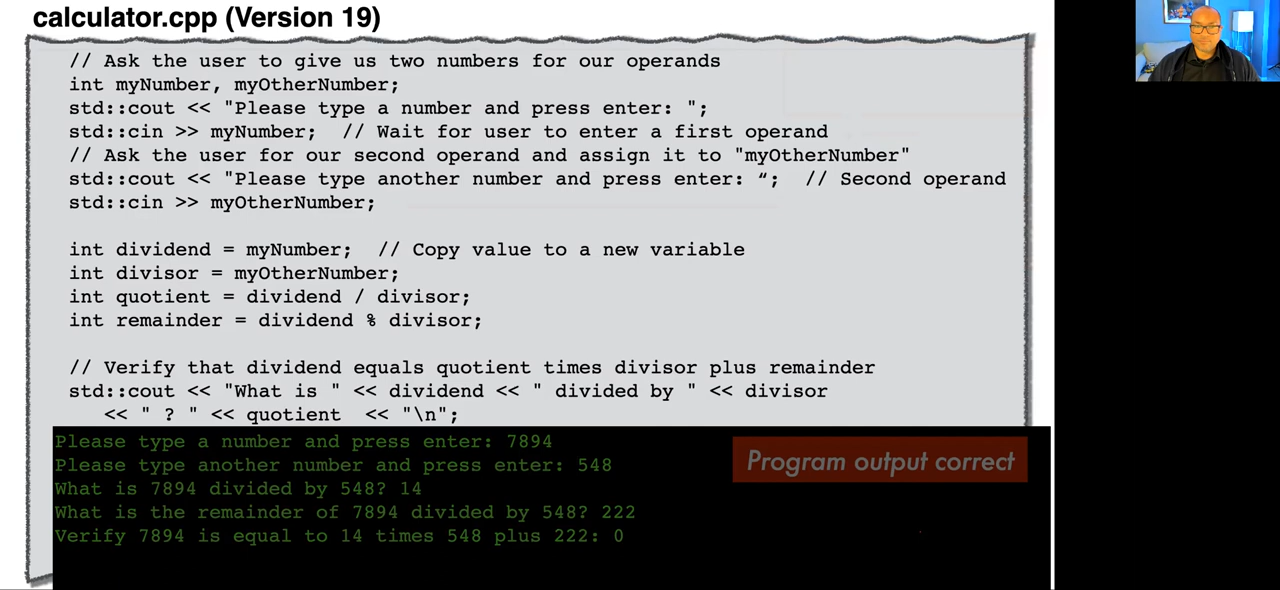 calculator.cpp (Version 19)
// Ask the user to give us two numbers for our operands
int myNumber, myOtherNumber;
std::cout << "Please type a number and press enter: ";
std::cin >> myNumber;  // Wait for user to enter a first operand
// Ask the user for our second operand and assign it to "myOtherNumber"
std::cout << "Please type another number and press enter: “;  // Second operand
std::cin >> myOtherNumber;
int dividend = myNumber;  // Copy value to a new variable
int divisor = myOtherNumber;
int quotient = dividend / divisor;
int remainder = dividend % divisor;
// Verify that dividend equals quotient times divisor plus remainder
std::cout << "What is " << dividend << " divided by " << divisor
<< " ? " << quotient  << "\n";
Please type a number and press enter: 7894
Please type another number and press enter: 548
What is 7894 divided by 548? 14
What is the remainder of 7894 divided by 548? 222
Verify 7894 is equal to 14 times 548 plus 222: 0
Program output correct